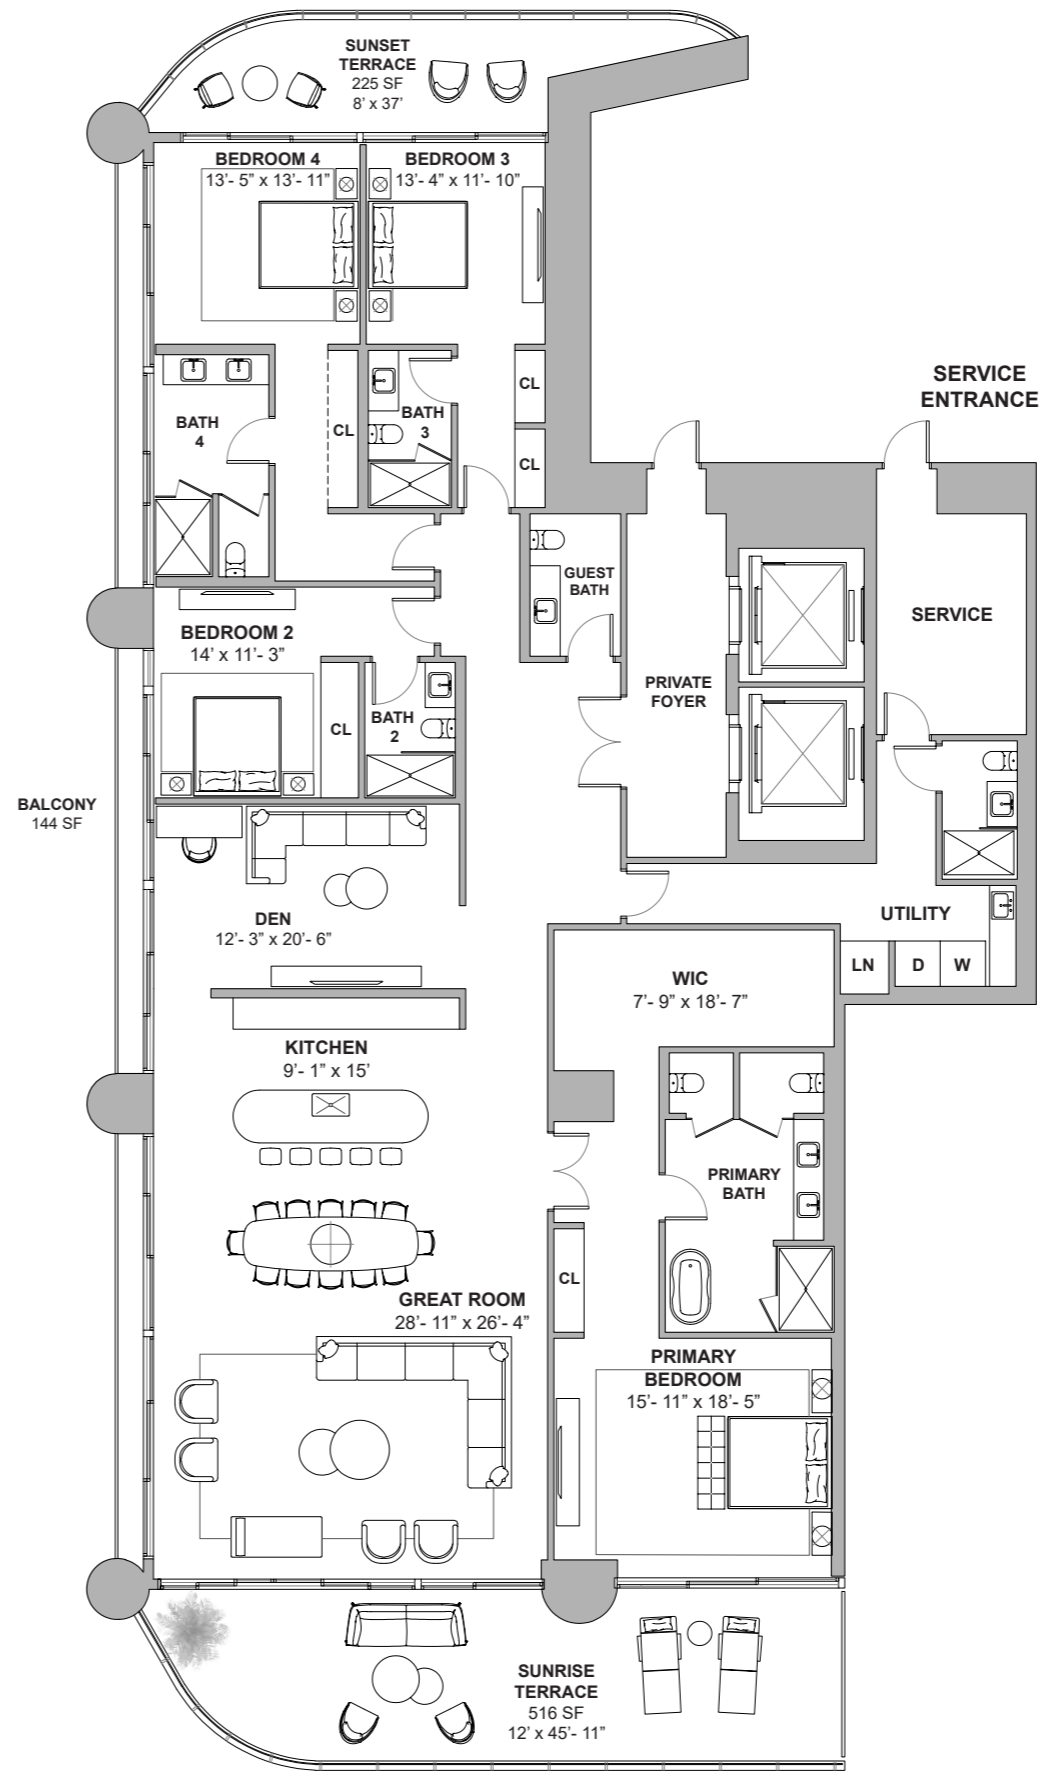 SUNSET
TERRACE
225 SF
8’ x 37’
BEDROOM 4
13’- 5” x 13’- 11”
BEDROOM 3
13’- 4” x 11’- 10”
SERVICE
ENTRANCE
CL
BATH
4
CL
BATH
3
CL
GUEST
BATH
SERVICE
BEDROOM 2
14’ x 11’- 3”
PRIVATE
FOYER
CL
BATH
2
BALCONY
144 SF
DEN
12’- 3” x 20’- 6”
UTILITY
LN
D
W
WIC
7’- 9” x 18’- 7”
KITCHEN
9’- 1” x 15’
PRIMARY
BATH
CL
GREAT ROOM
28’- 11” x 26’- 4”
PRIMARY
BEDROOM
15’- 11” x 18’- 5”
SUNRISE
TERRACE
516 SF
12’ x 45’- 11”